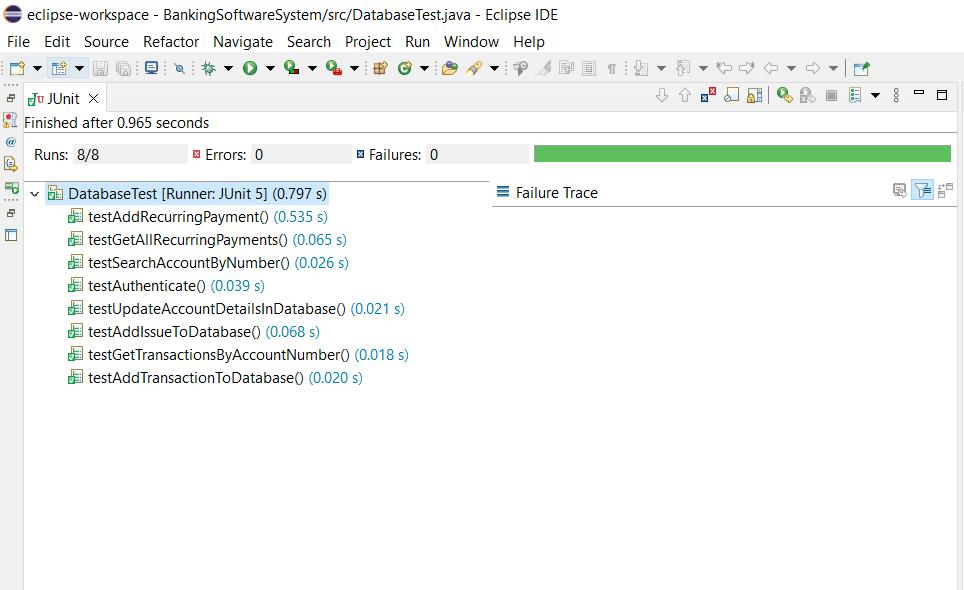 eclipse-workspace - BankingSoftwareSystem/src/DatabaseTest.java - Eclipse IDE
File Edit Source Refactor Navigate Search Project Run Window Help
JUnit
Finished after 0.965 seconds
Runs: 8/8 Errors: 0 Failures: 0
DatabaseTest [Runner: JUnit 5] (0.797 s)
Failure Trace
testAddRecurringPayment() (0.535 s)
testGetAllRecurringPayments() (0.065 s)
testSearchAccountByNumber() (0.026 s)
testAuthenticate() (0.039 s)
testUpdateAccountDetailsInDatabase() (0.021 s)
testAddIssueToDatabase() (0.068 s)
testGetTransactionsByAccountNumber() (0.018 s)
testAddTransactionToDatabase() (0.020 s)